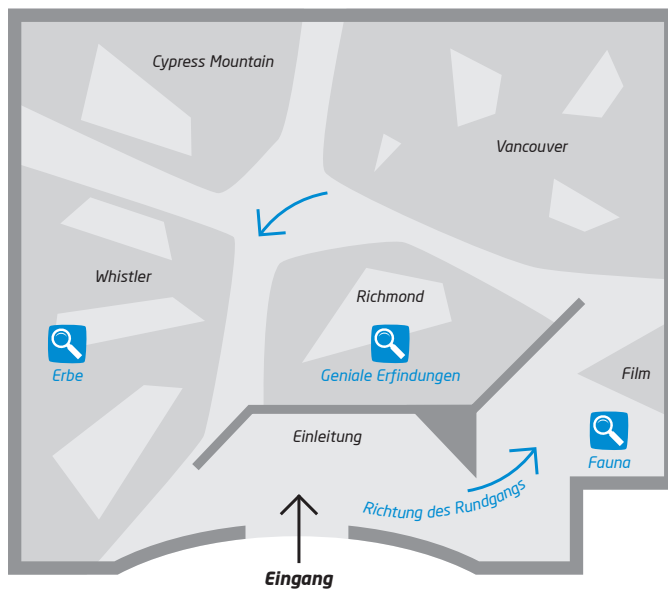 Cypress Mountain
Vancouver
Whistler
Richmond
Erbe
Geniale Erfindungen
Film
Einleitung
Fauna
Richtung des Rundgangs
Eingang